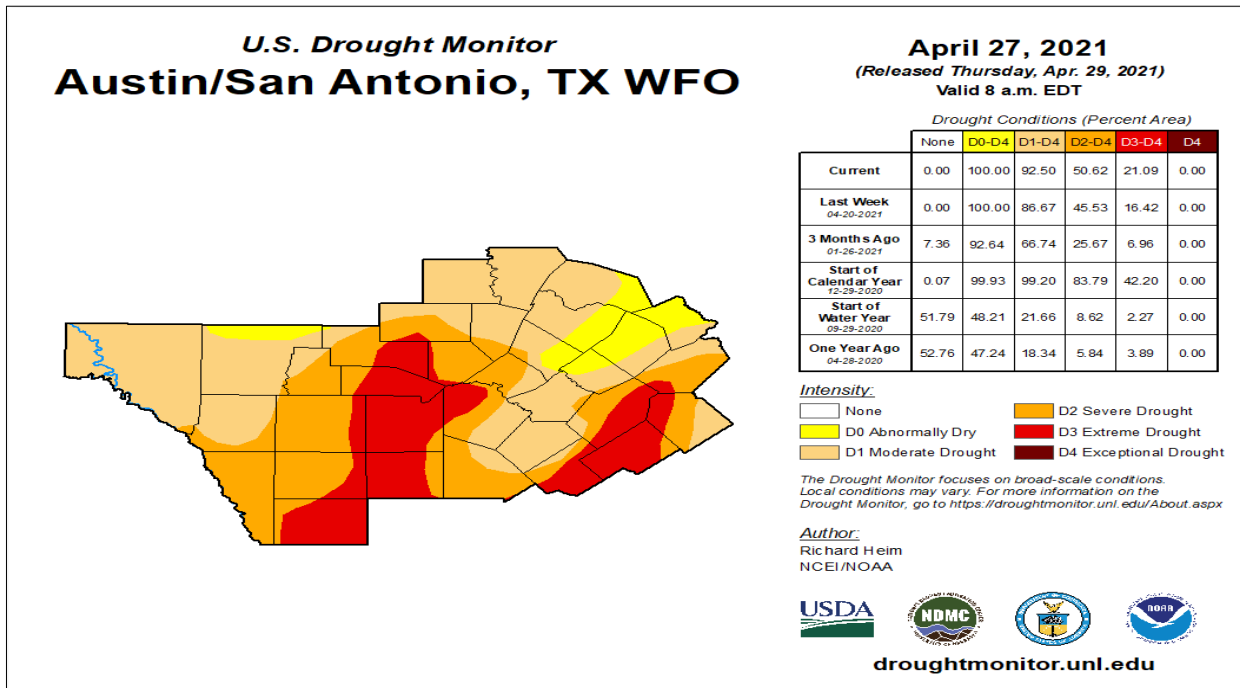 U.S. Drought Monitor
Austin/San Antonio, TX WFO
April 27, 2021
(Released Thursday, Apr. 29, 2021)
Valid 8 a.m. EDT
Drought Conditions (Percent Area)
None D0-D4 D1-D4 D2-D4 D3-D4 D4
Current 0.00 100.00 92.50 50.62 21.09 0.00
Last Week
04-20-2021 0.00 100.00 86.67 45.53 16.42 0.00
3 Months Ago
01-26-2021 7.36 92.64 66.74 25.67 6.96 0.00
Start of
Calendar Year
12-29-2020 0.07 99.93 99.20 83.79 42.20 0.00
Start of
Water Year
09-29-2020 51.79 48.21 21.66 8.62 2.27 0.00
One Year Ago
04-28-2020 52.76 47.24 18.34 5.84 3.89 0.00
Intensity:
None
D0 Abnormally Dry
D1 Moderate Drought
D2 Severe Drought
D3 Extreme Drought
D4 Exceptional Drought
The Drought Monitor focuses on broad-scale conditions.
Local conditions may vary. For more information on the
Drought Monitor, go to https://droughtmonitor.unl.edu/About.aspx
Author:
Richard Heim
NCEI/NOAA
USDA
NDMC
NOAA
droughtmonitor.unl.edu